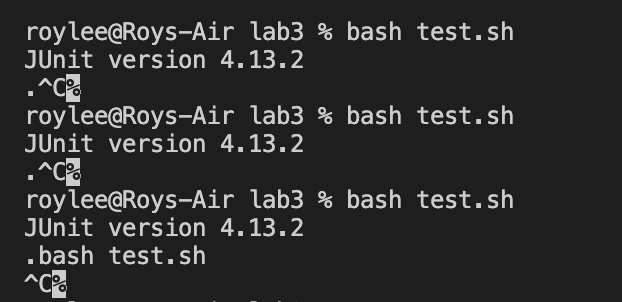 roylee@Roys-Air lab3 % bash test.sh
JUnit version 4.13.2
.^C%
roylee@Roys-Air lab3 % bash test.sh
JUnit version 4.13.2
.^C%
roylee@Roys-Air lab3 % bash test.sh
JUnit version 4.13.2
.bash test.sh
^C%